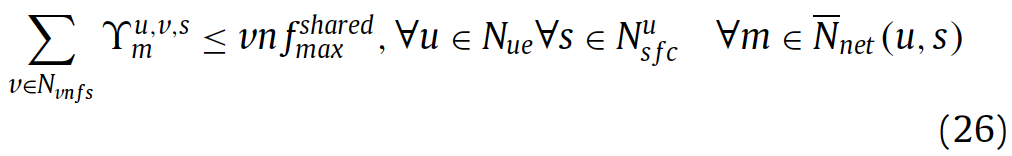 ∑_{v∈N_{vnfs}} Υ_m^{u,v,s} ≤ vnf_{max}^{shared}, ∀u ∈ N_{ue}∀s ∈ N_{sfc}^u ∀m ∈ N̅_{net}(u, s)
(26)